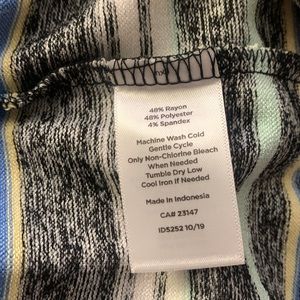 48% Rayon
48% Polyester
4% Spandex
Machine Wash Cold
Gentle Cycle
Only Non-Chlorine Bleach
When Needed
Tumble Dry Low
Cool Iron if Needed
Made in Indonesia
CA# 23147
ID5252 10/19